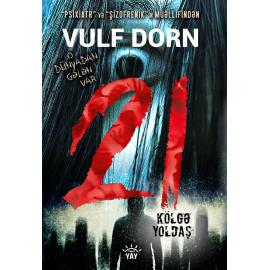 "PSİXİATR" və "ŞİZOFRENİK"in MÜƏLLİFİNDƏN
VULF DORN
O DÜNYADAN GƏLƏN VAR
21
KÖLGƏ
YOLDAŞ
YAY